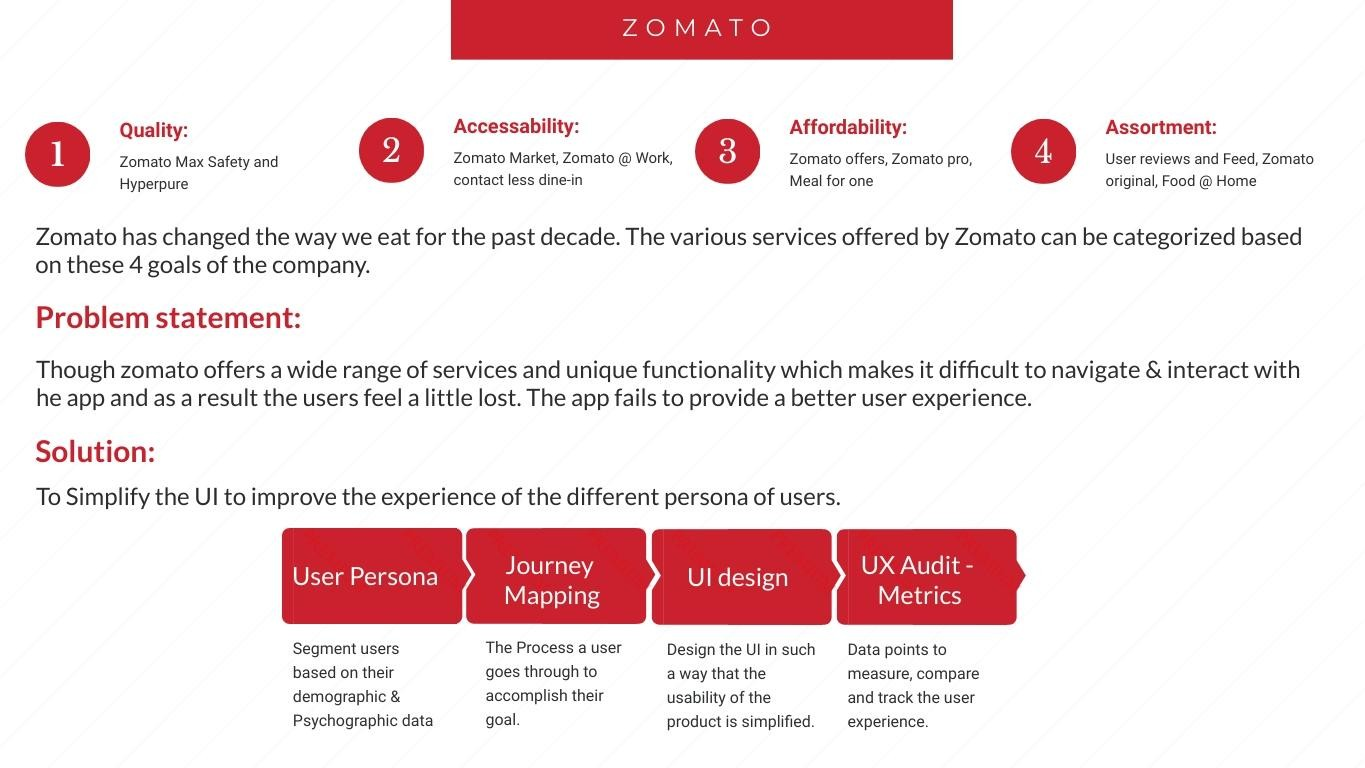 ZOMATO
1
Quality:
Zomato Max Safety and
Hyperpure
2
Accessability:
Zomato Market, Zomato @ Work,
contact less dine-in
3
Affordability:
Zomato offers, Zomato pro,
Meal for one
4
Assortment:
User reviews and Feed, Zomato
original, Food @ Home
Zomato has changed the way we eat for the past decade. The various services offered by Zomato can be categorized based
on these 4 goals of the company.
Problem statement:
Though zomato offers a wide range of services and unique functionality which makes it difficult to navigate & interact with
he app and as a result the users feel a little lost. The app fails to provide a better user experience.
Solution:
To Simplify the UI to improve the experience of the different persona of users.
User Persona
Segment users
based on their
demographic &
Psychographic data
Journey
Mapping
The Process a user
goes through to
accomplish their
goal.
UI design
Design the UI in such
a way that the
usability of the
product is simplified.
UX Audit -
Metrics
Data points to
measure, compare
and track the user
experience.